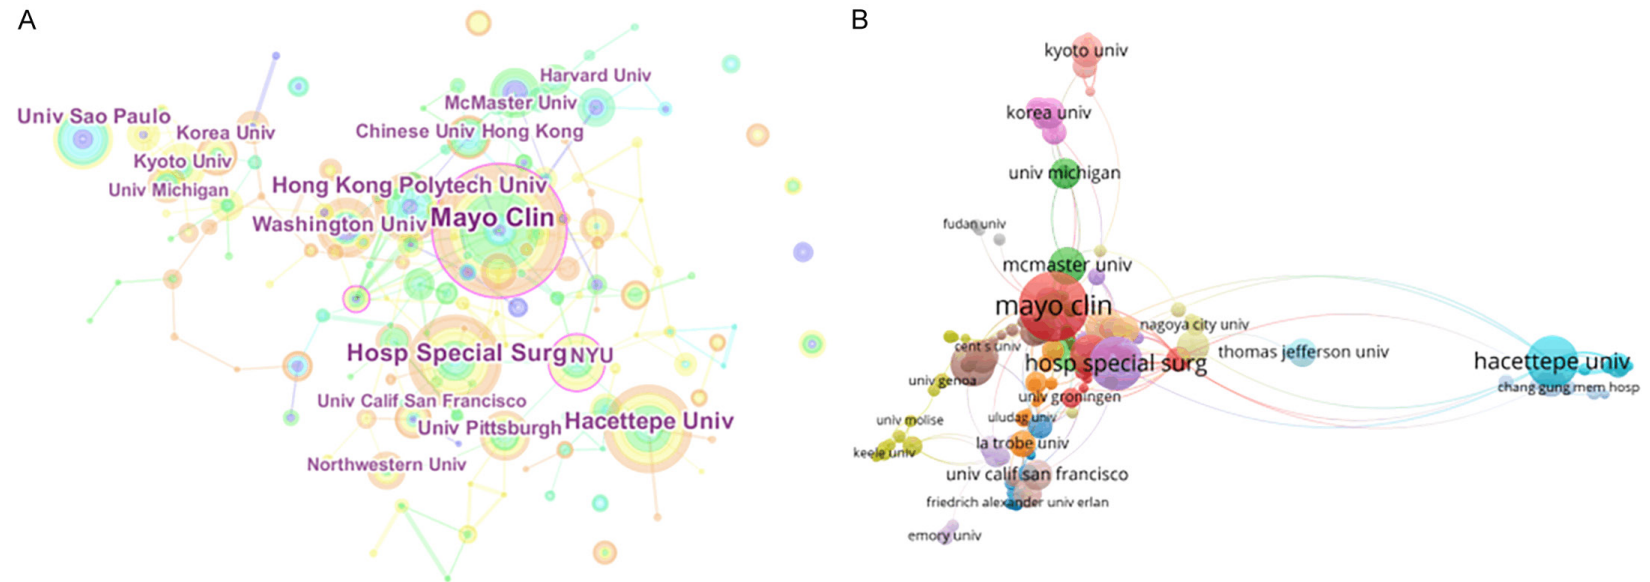 A
Harvard Univ
McMaster Univ
Univ Sao Paulo
Korea Univ
Chinese Univ Hong Kong
Kyoto Univ
Univ Michigan
Hong Kong Polytech Univ
Washington Univ
Mayo Clin
Hosp Special Surg
NYU
Univ Calif San Francisco
Univ Pittsburgh
Hacettepe Univ
Northwestern Univ
B
kyoto univ
korea univ
univ michigan
fudan univ
mcmaster univ
mayo clin
nagoya city univ
cent s univ
hosp special surg
thomas jefferson univ
hacettepe univ
univ genoa
chang gung mem hosp
univ groningen
univ molise
uludag univ
keele univ
la trobe univ
univ calif san francisco
friedrich alexander univ erlan
emory univ